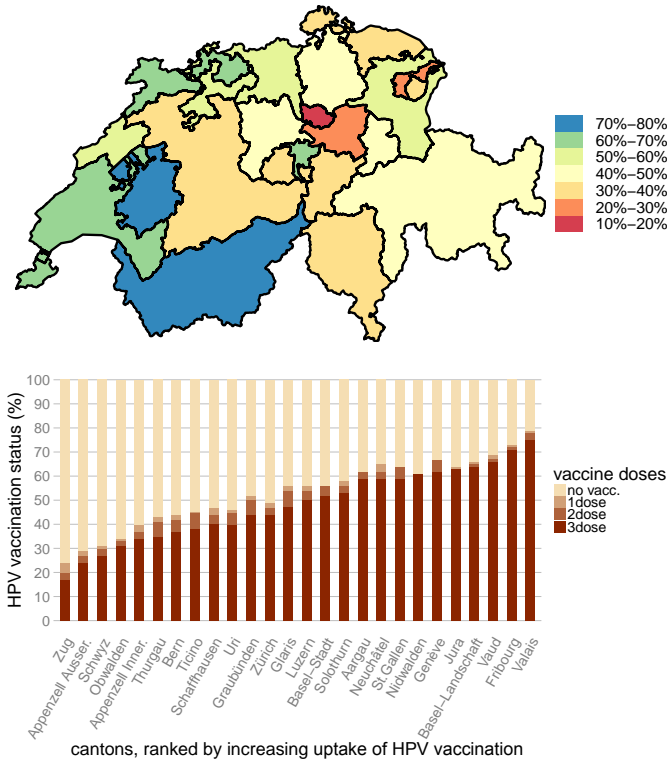 70%–80%
60%–70%
50%–60%
40%–50%
30%–40%
20%–30%
10%–20%
HPV vaccination status (%)
100
90
80
70
60
50
40
30
20
10
0
vaccine doses
no vacc.
1dose
2dose
3dose
Zug
Appenzell Ausser.
Schwyz
Obwalden
Appenzell Inner.
Thurgau
Bern
Ticino
Schaffhausen
Uri
Graubünden
Zürich
Glaris
Luzern
Basel–Stadt
Solothurn
Aargau
Neuchâtel
St.Gallen
Nidwalden
Genève
Jura
Basel–Landschaft
Vaud
Fribourg
Valais
cantons, ranked by increasing uptake of HPV vaccination